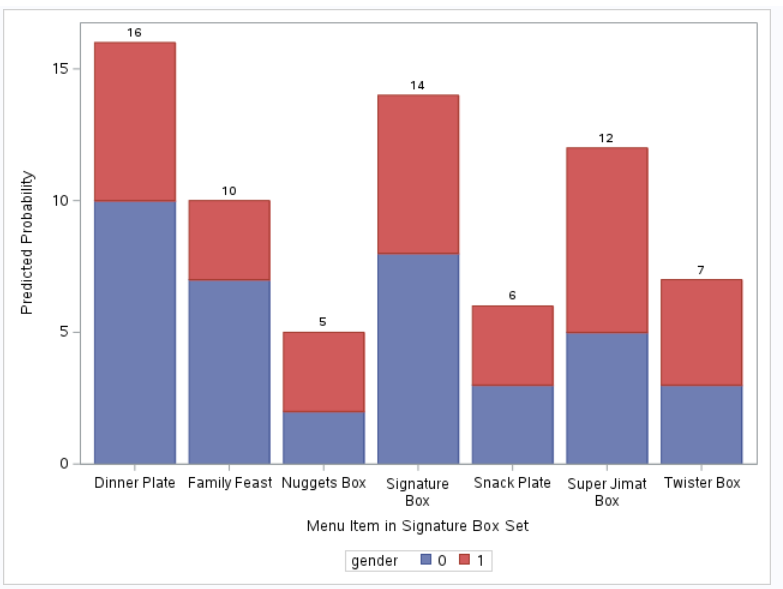 16
15
14
12
10
10
7
6
5
5
0
Predicted Probability
Dinner Plate Family Feast Nuggets Box Signature Box Snack Plate Super Jimat Box Twister Box
Menu Item in Signature Box Set
gender 0 1